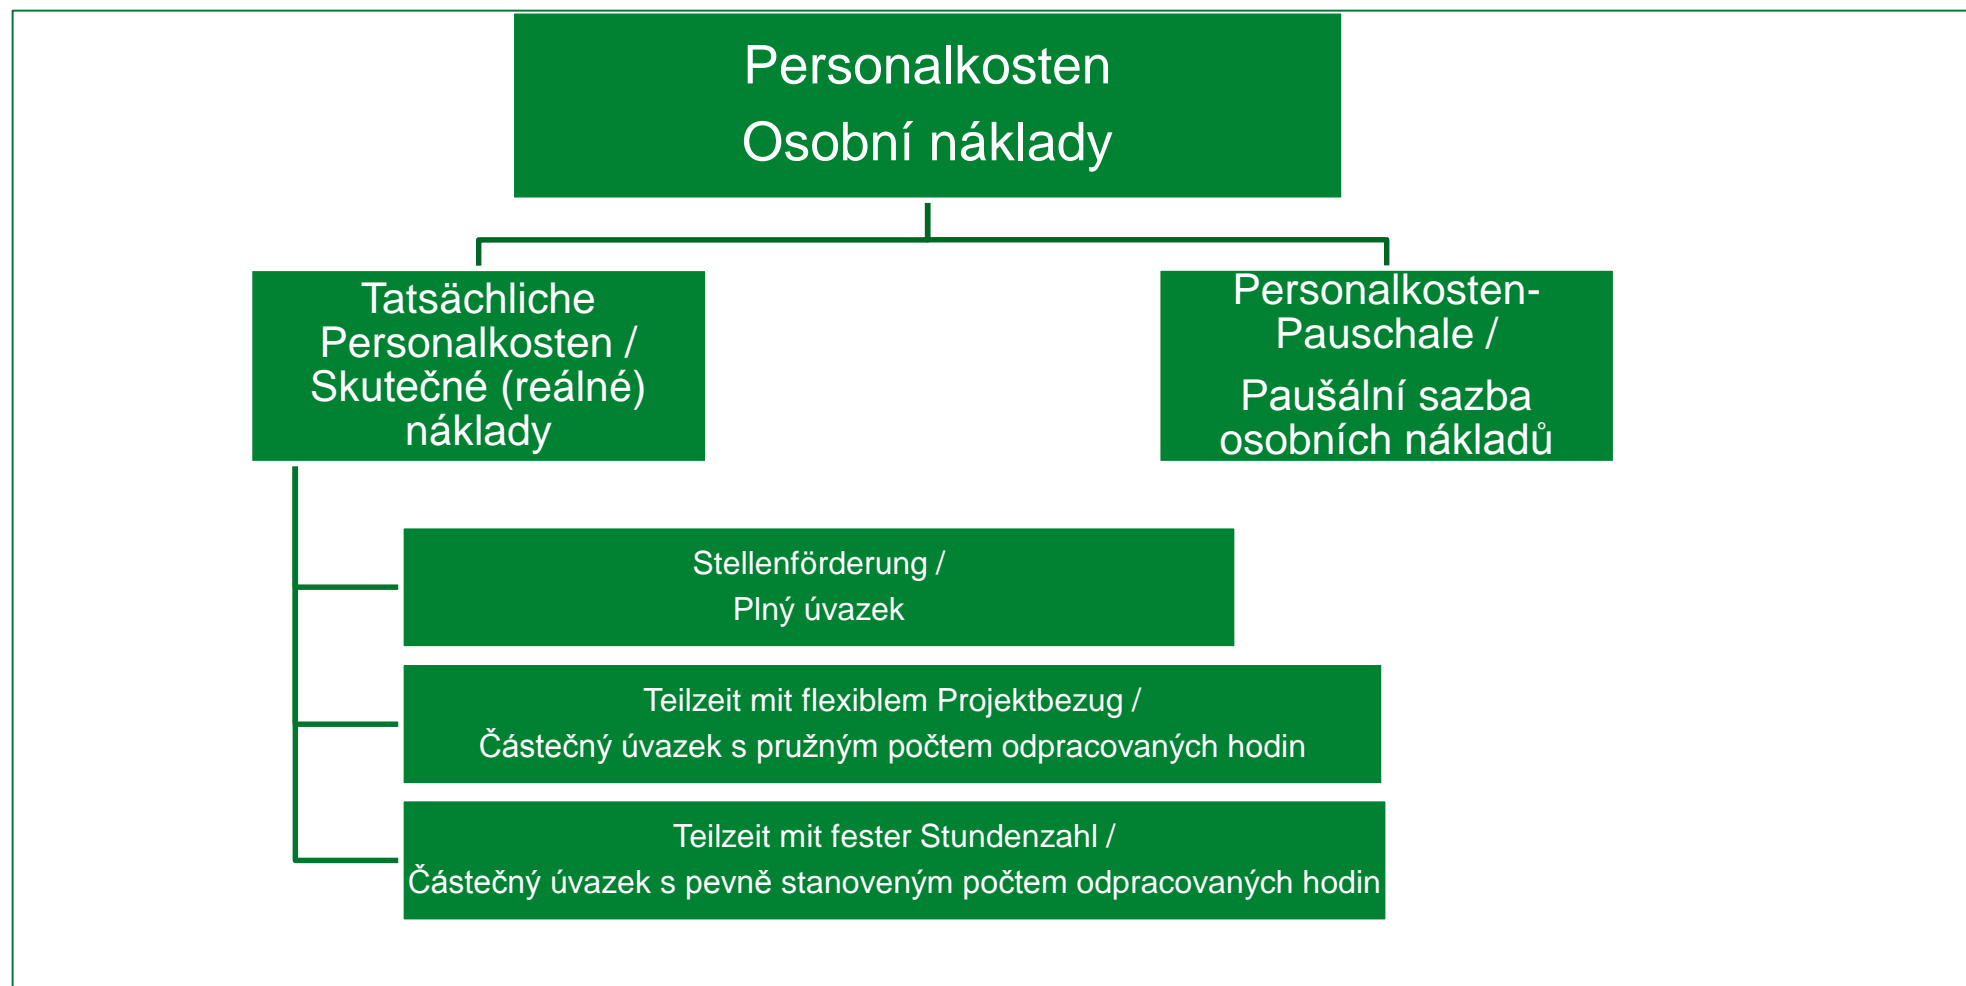 Personalkosten
Osobní náklady
Tatsächliche
Personalkosten /
Skutečné (reálné)
náklady
Personalkosten-
Pauschale /
Paušální sazba
osobních nákladů
Stellenförderung /
Plný úvazek
Teilzeit mit flexiblem Projektbezug /
Částečný úvazek s pružným počtem odpracovaných hodin
Teilzeit mit fester Stundenzahl /
Částečný úvazek s pevně stanoveným počtem odpracovaných hodin